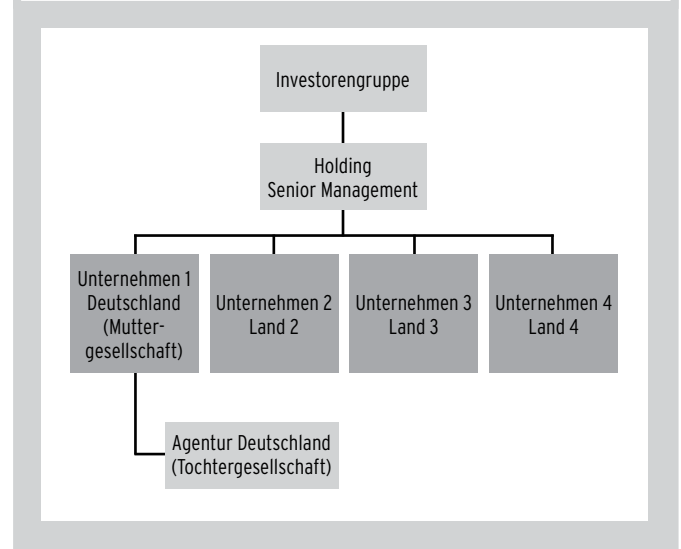 Investorengruppe
Holding
Senior Management
Unternehmen 1
Deutschland
(Mutter-
gesellschaft)
Unternehmen 2
Land 2
Unternehmen 3
Land 3
Unternehmen 4
Land 4
Agentur Deutschland
(Tochtergesellschaft)